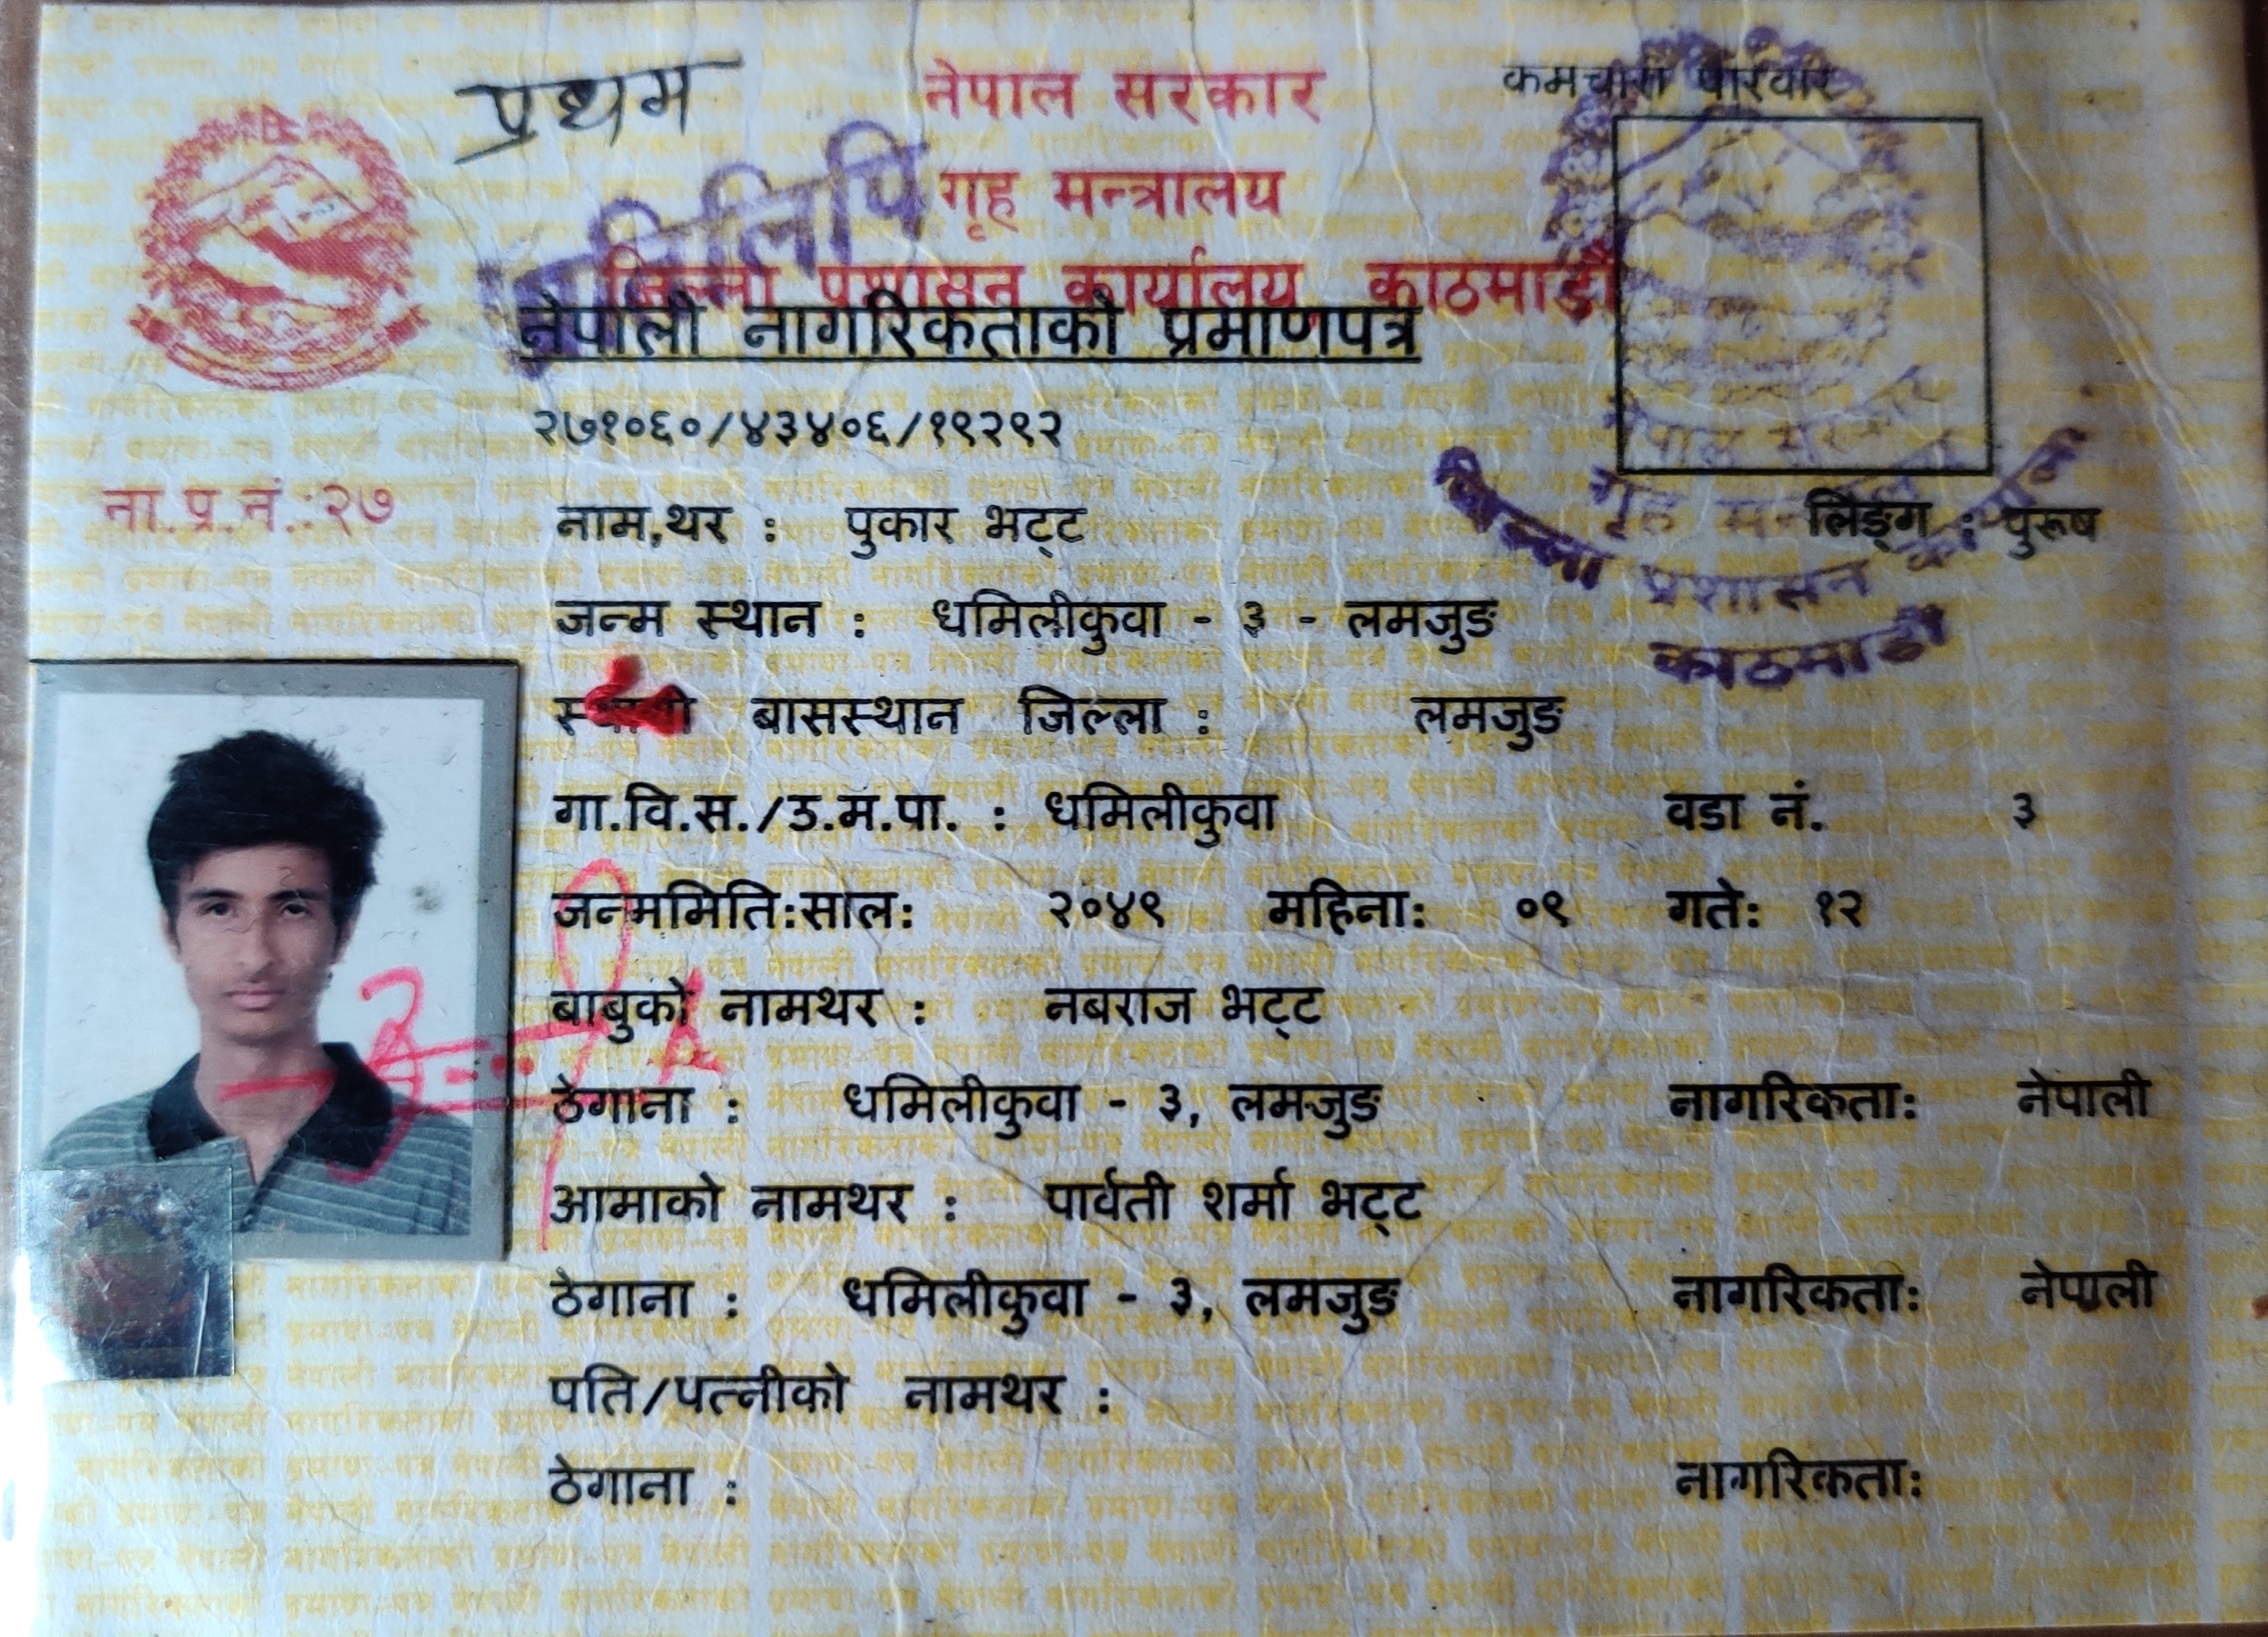 प्रथम
नेपाल सरकार
कर्मचारी परिवार
गृह मन्त्रालय
प्रतिलिपि
जिल्ला प्रशासन कार्यालय, काठमाडौं
नेपाली नागरिकताको प्रमाणपत्र
२७१०६०/४३४०६/१९२९२
ना.प्र.नं.:२७
नाम,थर : पुकार भट्ट लिङ्ग : पुरूष
नेपाल सरकार
गृह मन्त्रालय
जिल्ला प्रशासन कार्यालय
काठमाडौं
जन्म स्थान : धमिलीकुवा - ३ - लमजुङ
स्थायी बासस्थान जिल्ला : लमजुङ
गा.वि.स./उ.म.पा. : धमिलीकुवा वडा नं. ३
जन्ममिति:साल: २०४९ महिना: ०९ गते: १२
बाबुको नामथर : नबराज भट्ट
ठेगाना : धमिलीकुवा - ३, लमजुङ नागरिकता: नेपाली
आमाको नामथर : पार्वती शर्मा भट्ट
ठेगाना : धमिलीकुवा - ३, लमजुङ नागरिकता: नेपाली
पति/पत्नीको नामथर :
ठेगाना : नागरिकता: